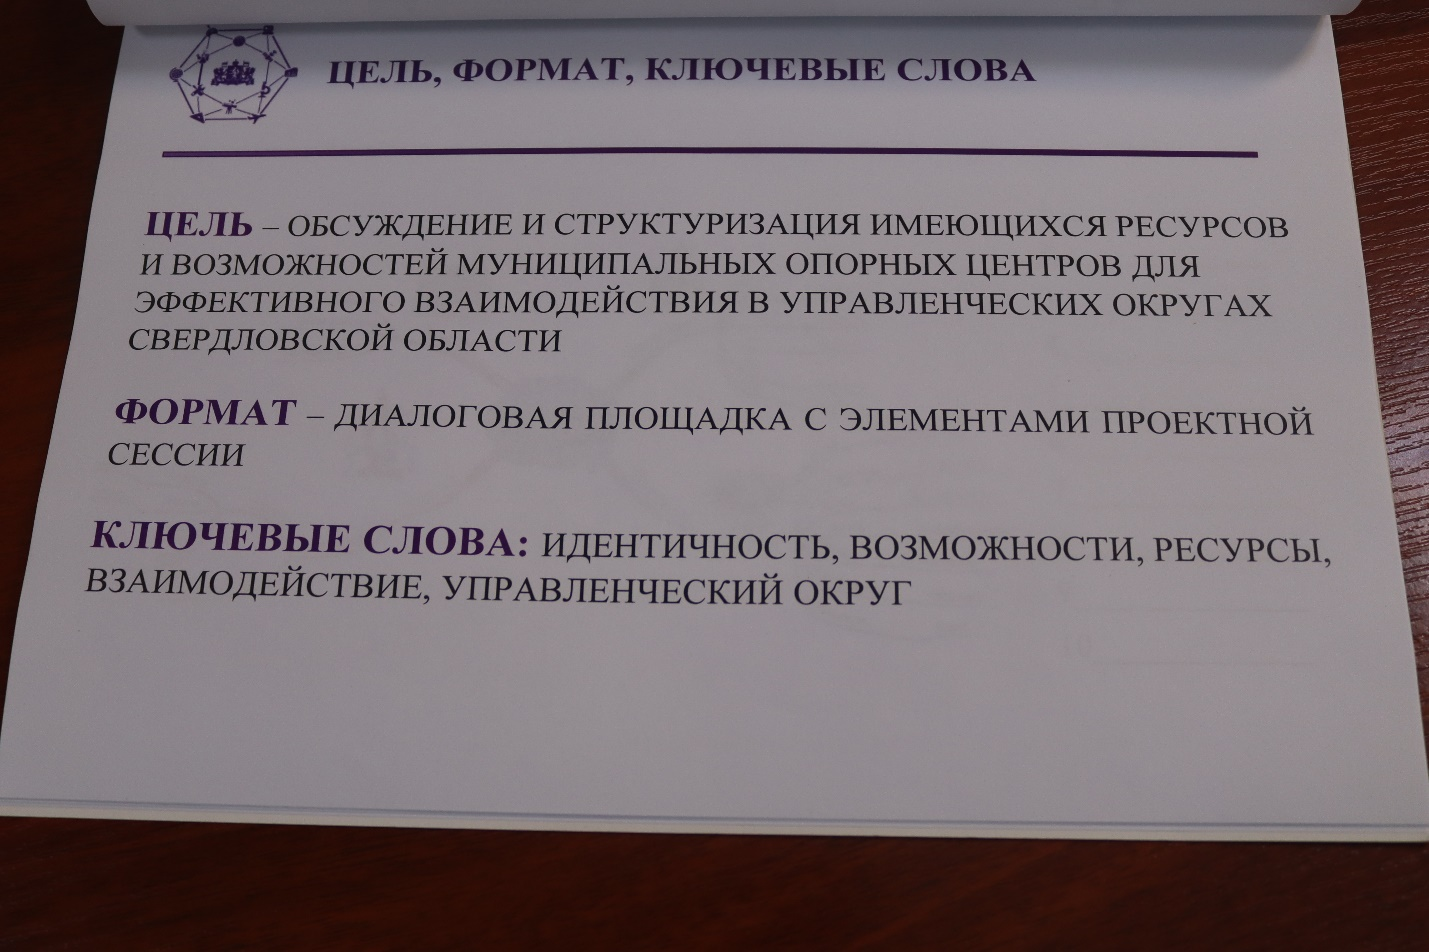 ЦЕЛЬ, ФОРМАТ, КЛЮЧЕВЫЕ СЛОВА
ЦЕЛЬ – ОБСУЖДЕНИЕ И СТРУКТУРИЗАЦИЯ ИМЕЮЩИХСЯ РЕСУРСОВ
И ВОЗМОЖНОСТЕЙ МУНИЦИПАЛЬНЫХ ОПОРНЫХ ЦЕНТРОВ ДЛЯ
ЭФФЕКТИВНОГО ВЗАИМОДЕЙСТВИЯ В УПРАВЛЕНЧЕСКИХ ОКРУГАХ
СВЕРДЛОВСКОЙ ОБЛАСТИ
ФОРМАТ – ДИАЛОГОВАЯ ПЛОЩАДКА С ЭЛЕМЕНТАМИ ПРОЕКТНОЙ
СЕССИИ
КЛЮЧЕВЫЕ СЛОВА: ИДЕНТИЧНОСТЬ, ВОЗМОЖНОСТИ, РЕСУРСЫ,
ВЗАИМОДЕЙСТВИЕ, УПРАВЛЕНЧЕСКИЙ ОКРУГ